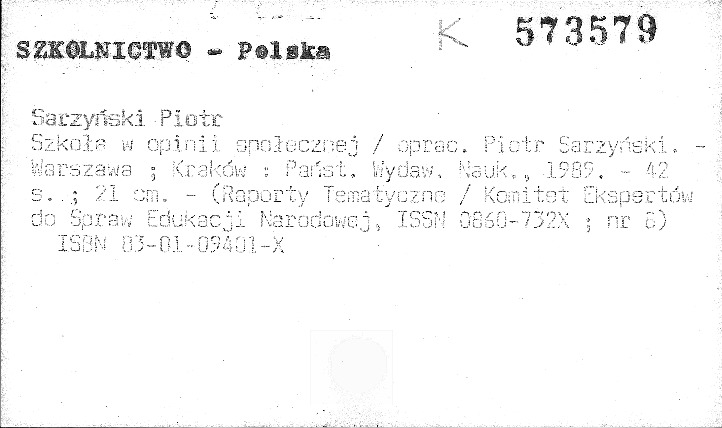 K 573579
SZKOLNICTWO - Polska
Sarzyński Piotr
Szkoła w opinii społecznej / oprac. Piotr Sarzyński. -
Warszawa ; Kraków : Państ. Wydaw. Nauk., 1989. - 42
s. ; 21 cm. - (Raporty Tematyczne / Komitet Ekspertów
do Spraw Edukacji Narodowej, ISSN 0860-732X ; nr 6)
ISBN 83-01-09401-X